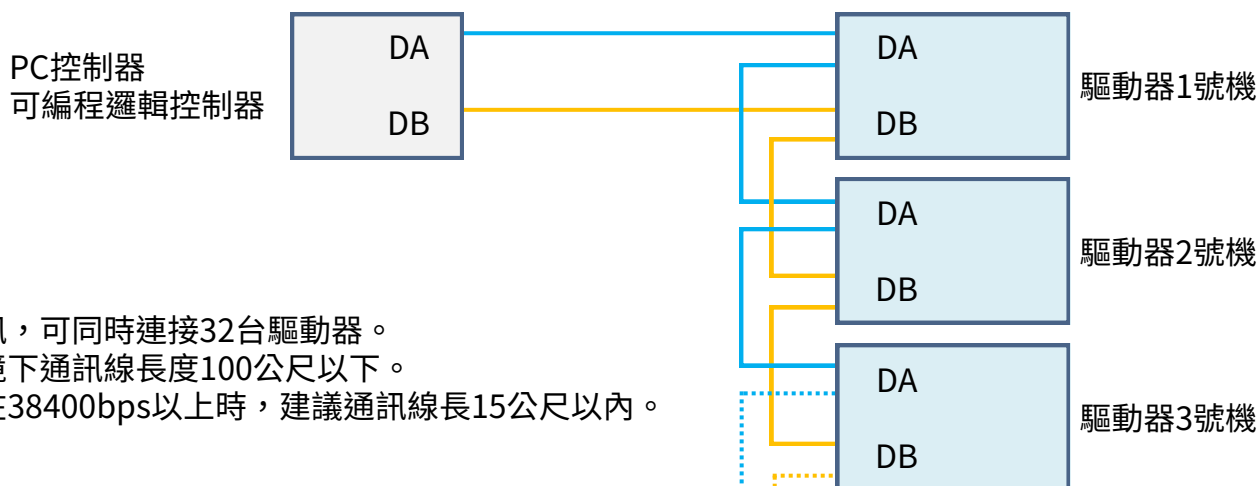 PC控制器
可編程邏輯控制器
DA
DB
DA
DB
驅動器1號機
DA
DB
驅動器2號機
，可同時連接32台驅動器。
下通訊線長度100公尺以下。
38400bps以上時，建議通訊線長15公尺以內。
DA
DB
驅動器3號機